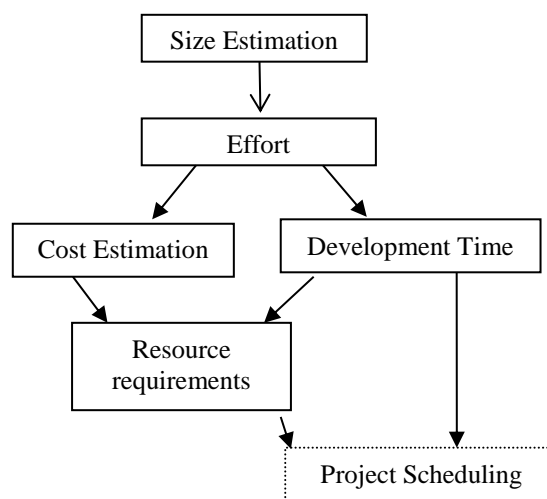 Size Estimation
Effort
Cost Estimation
Development Time
Resource
requirements
Project Scheduling